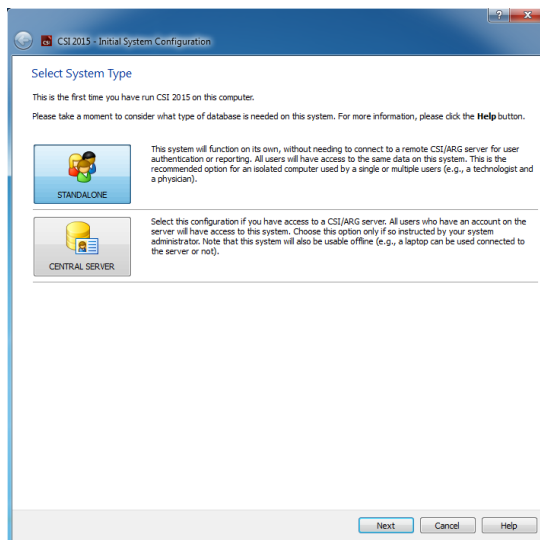 ?
CSI 2015 - Initial System Configuration
Select System Type
This is the first time you have run CSI 2015 on this computer.
Please take a moment to consider what type of database is needed on this system. For more information, please click the Help button.
This system will function on its own, without needing to connect to a remote CSI/ARG server for user
authentication or reporting. All users will have access to the same data on this system. This is the
recommended option for an isolated computer used by a single or multiple users (e.g., a technologist and
a physician).
STANDALONE
Select this configuration if you have access to a CSI/ARG server. All users who have an account on the
server will have access to this system. Choose this option only if so instructed by your system
administrator. Note that this system will also be usable offline (e.g., a laptop can be used connected to
the server or not).
CENTRAL SERVER
Next
Cancel
Help